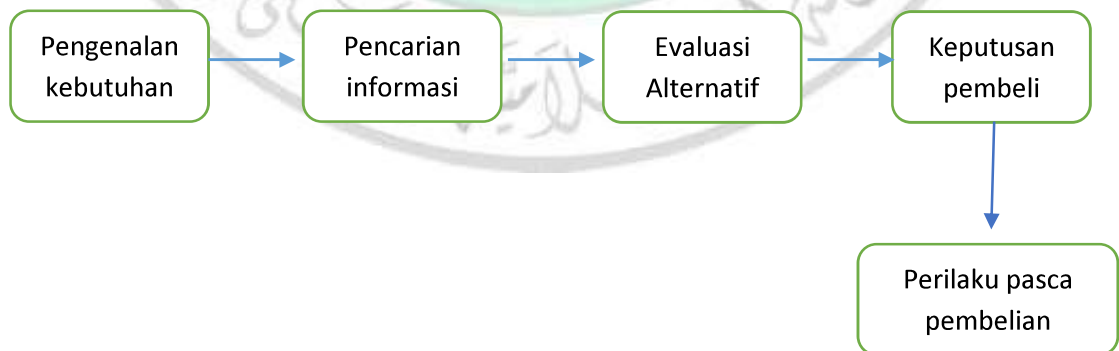 Pengenalan
kebutuhan
Pencarian
informasi
Evaluasi
Alternatif
Keputusan
pembeli
Perilaku pasca
pembelian